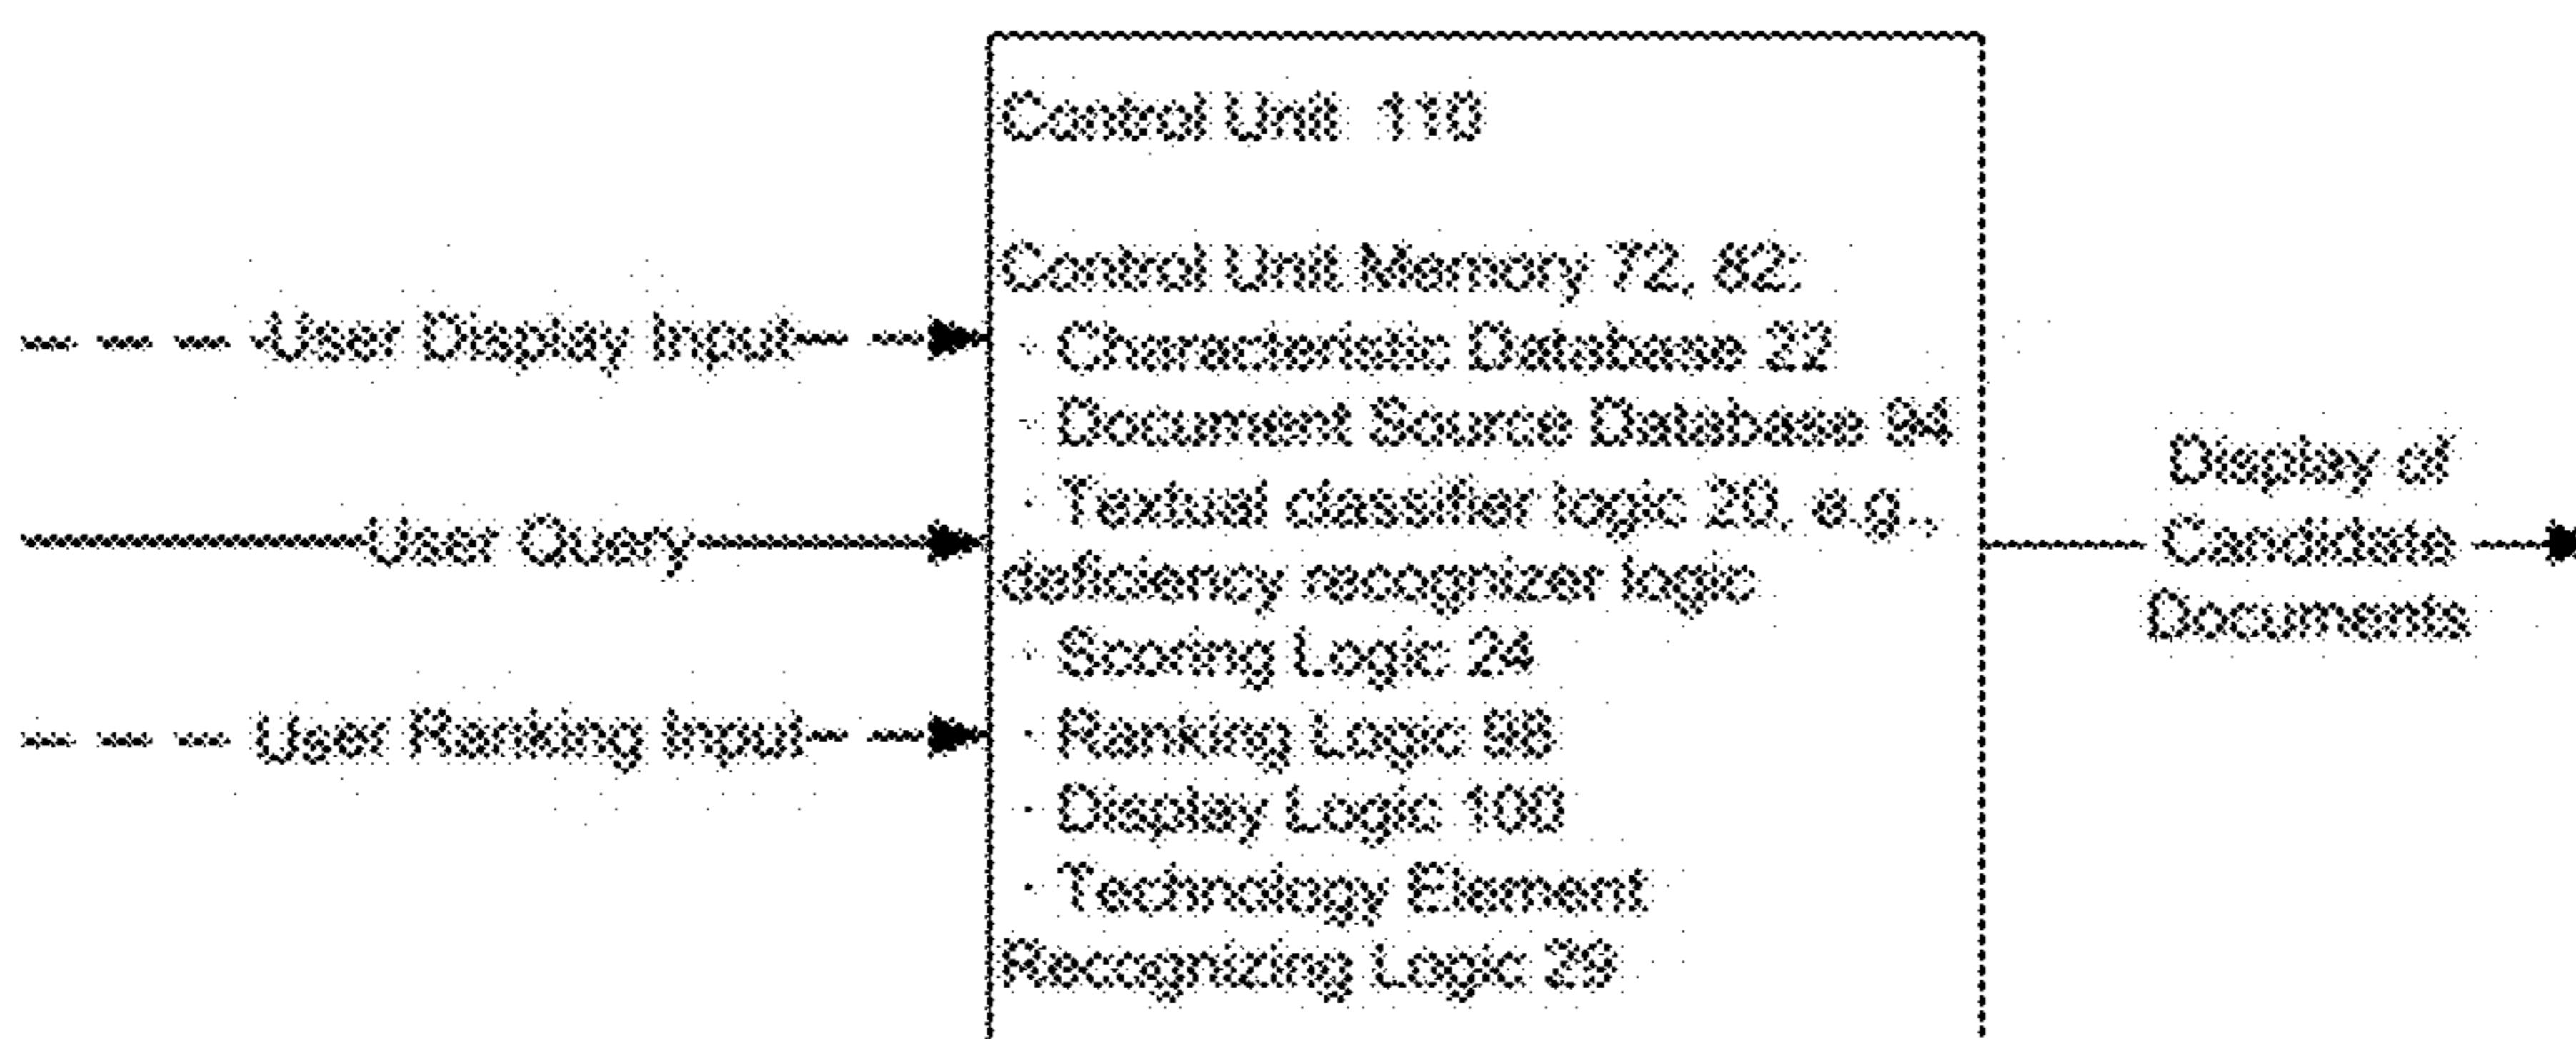 Control Unit 110
Control Unit Memory 72, 82:
· Characteristic Database 22
· Document Source Database 94
· Textual classifier logic 20, e.g.,
deficiency recognizer logic
· Scoring Logic 24
· Ranking Logic 98
· Display Logic 100
· Technology Element
Recognizing Logic 29
User Display Input
User Query
User Ranking Input
Display of
Candidate
Documents